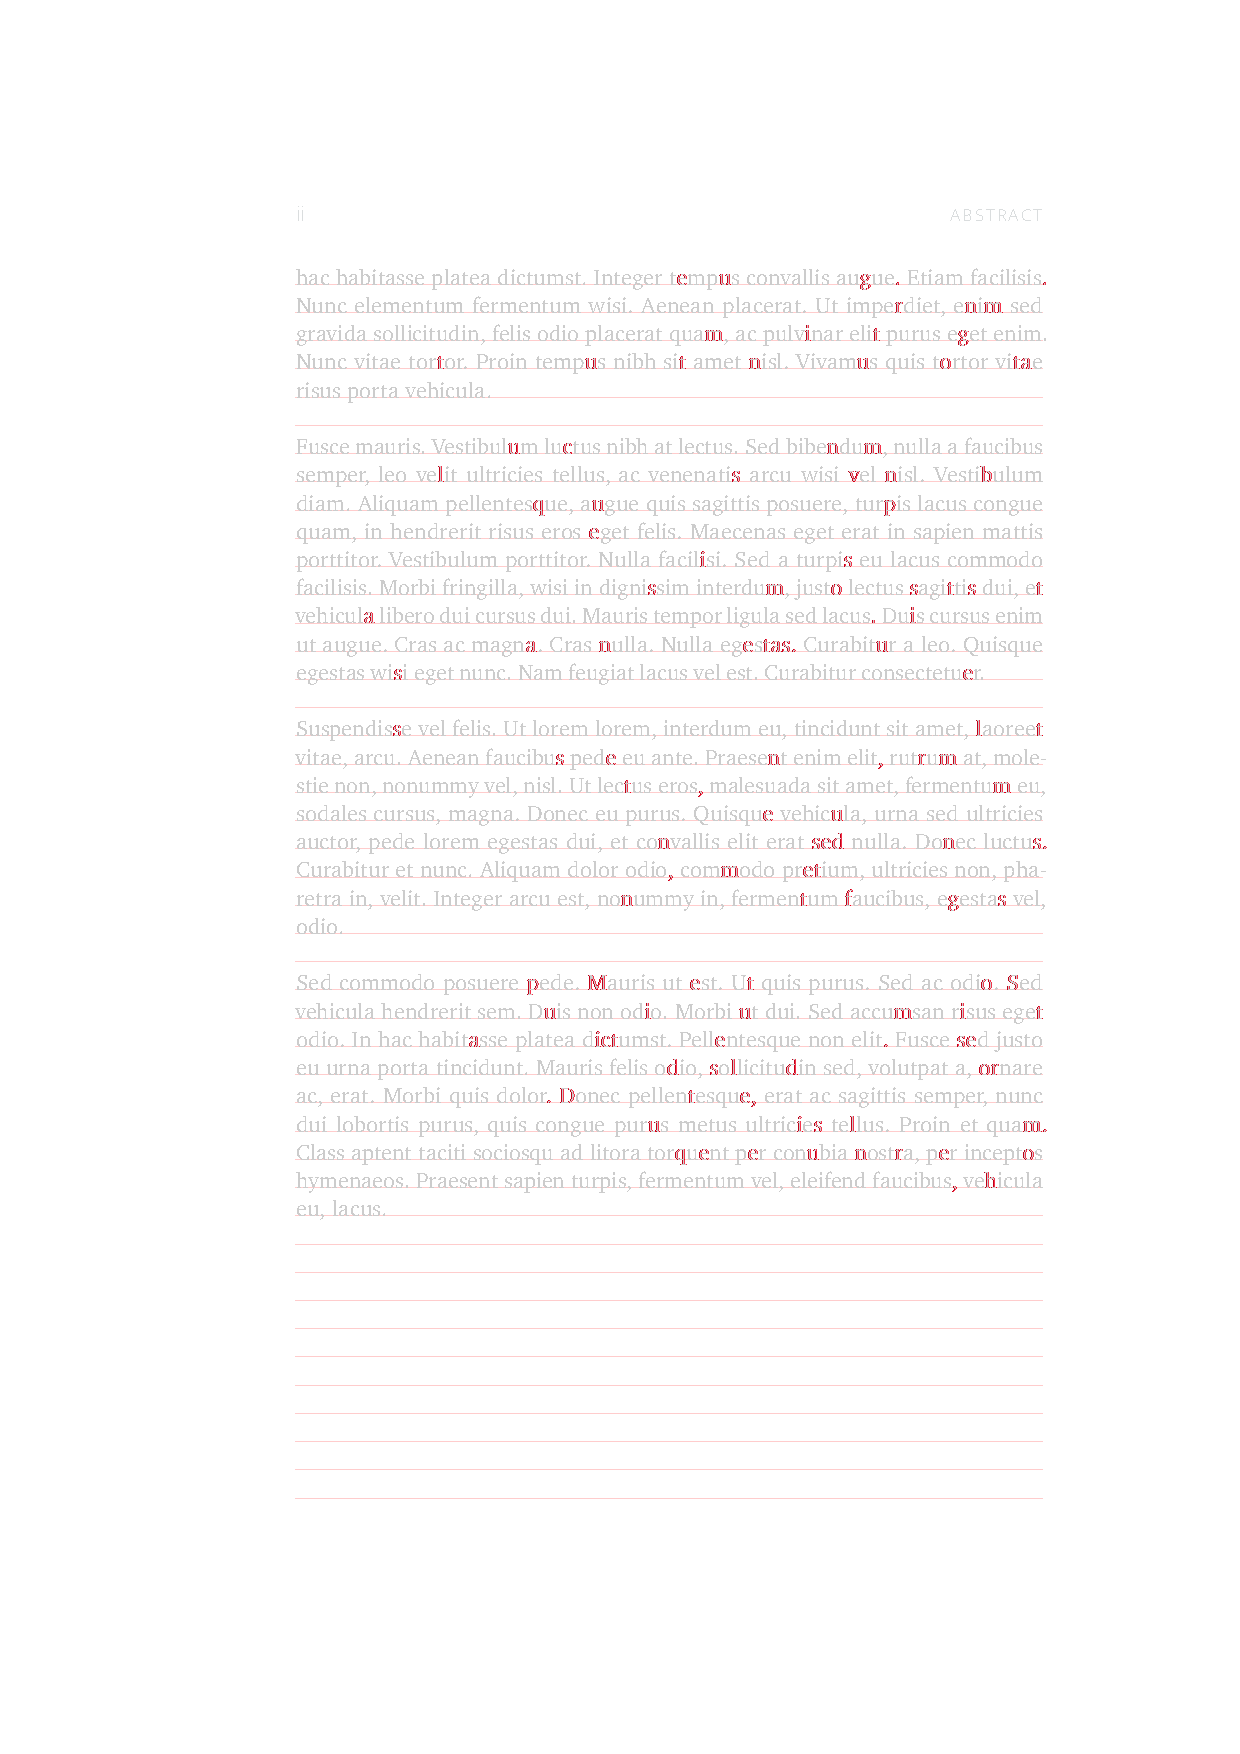 ii ABSTRACT
hac habitasse platea dictumst. Integer tempus convallis augue. Etiam facilisis.
Nunc elementum fermentum wisi. Aenean placerat. Ut imperdiet, enim sed
gravida sollicitudin, felis odio placerat quam, ac pulvinar elit purus eget enim.
Nunc vitae tortor. Proin tempus nibh sit amet nisl. Vivamus quis tortor vitae
risus porta vehicula.
Fusce mauris. Vestibulum luctus nibh at lectus. Sed bibendum, nulla a faucibus
semper, leo velit ultricies tellus, ac venenatis arcu wisi vel nisl. Vestibulum
diam. Aliquam pellentesque, augue quis sagittis posuere, turpis lacus congue
quam, in hendrerit risus eros eget felis. Maecenas eget erat in sapien mattis
porttitor. Vestibulum porttitor. Nulla facilisi. Sed a turpis eu lacus commodo
facilisis. Morbi fringilla, wisi in dignissim interdum, justo lectus sagittis dui, et
vehicula libero dui cursus dui. Mauris tempor ligula sed lacus. Duis cursus enim
ut augue. Cras ac magna. Cras nulla. Nulla egestas. Curabitur a leo. Quisque
egestas wisi eget nunc. Nam feugiat lacus vel est. Curabitur consectetuer.
Suspendisse vel felis. Ut lorem lorem, interdum eu, tincidunt sit amet, laoreet
vitae, arcu. Aenean faucibus pede eu ante. Praesent enim elit, rutrum at, mole-
stie non, nonummy vel, nisl. Ut lectus eros, malesuada sit amet, fermentum eu,
sodales cursus, magna. Donec eu purus. Quisque vehicula, urna sed ultricies
auctor, pede lorem egestas dui, et convallis elit erat sed nulla. Donec luctus.
Curabitur et nunc. Aliquam dolor odio, commodo pretium, ultricies non, pha-
retra in, velit. Integer arcu est, nonummy in, fermentum faucibus, egestas vel,
odio.
Sed commodo posuere pede. Mauris ut est. Ut quis purus. Sed ac odio. Sed
vehicula hendrerit sem. Duis non odio. Morbi ut dui. Sed accumsan risus eget
odio. In hac habitasse platea dictumst. Pellentesque non elit. Fusce sed justo
eu urna porta tincidunt. Mauris felis odio, sollicitudin sed, volutpat a, ornare
ac, erat. Morbi quis dolor. Donec pellentesque, erat ac sagittis semper, nunc
dui lobortis purus, quis congue purus metus ultricies tellus. Proin et quam.
Class aptent taciti sociosqu ad litora torquent per conubia nostra, per inceptos
hymenaeos. Praesent sapien turpis, fermentum vel, eleifend faucibus, vehicula
eu, lacus.